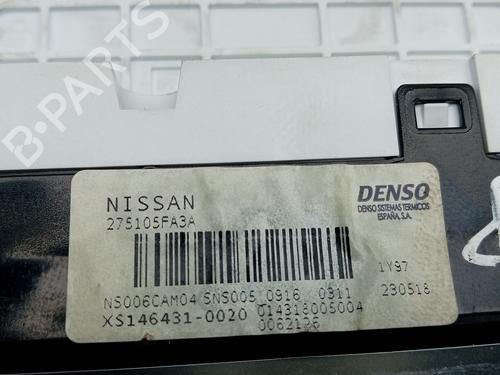 B-PARTS
NISSAN
275105FA3A
DENSO
DENSO SISTEMAS TERMICOS
ESPAÑA, S.A.
1Y97
NS006CAM04 SNS005 0916 0311 230518
XS146431-0020 014318005004
0062126